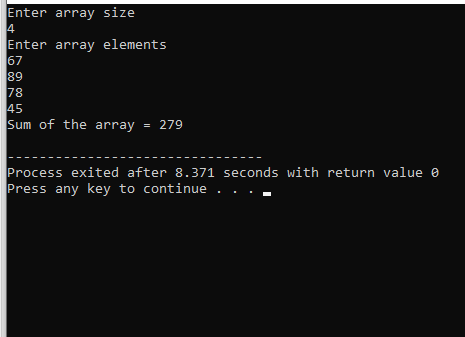 Enter array size
4
Enter array elements
67
89
78
45
Sum of the array = 279
--------------------------------
Process exited after 8.371 seconds with return value 0
Press any key to continue . . .